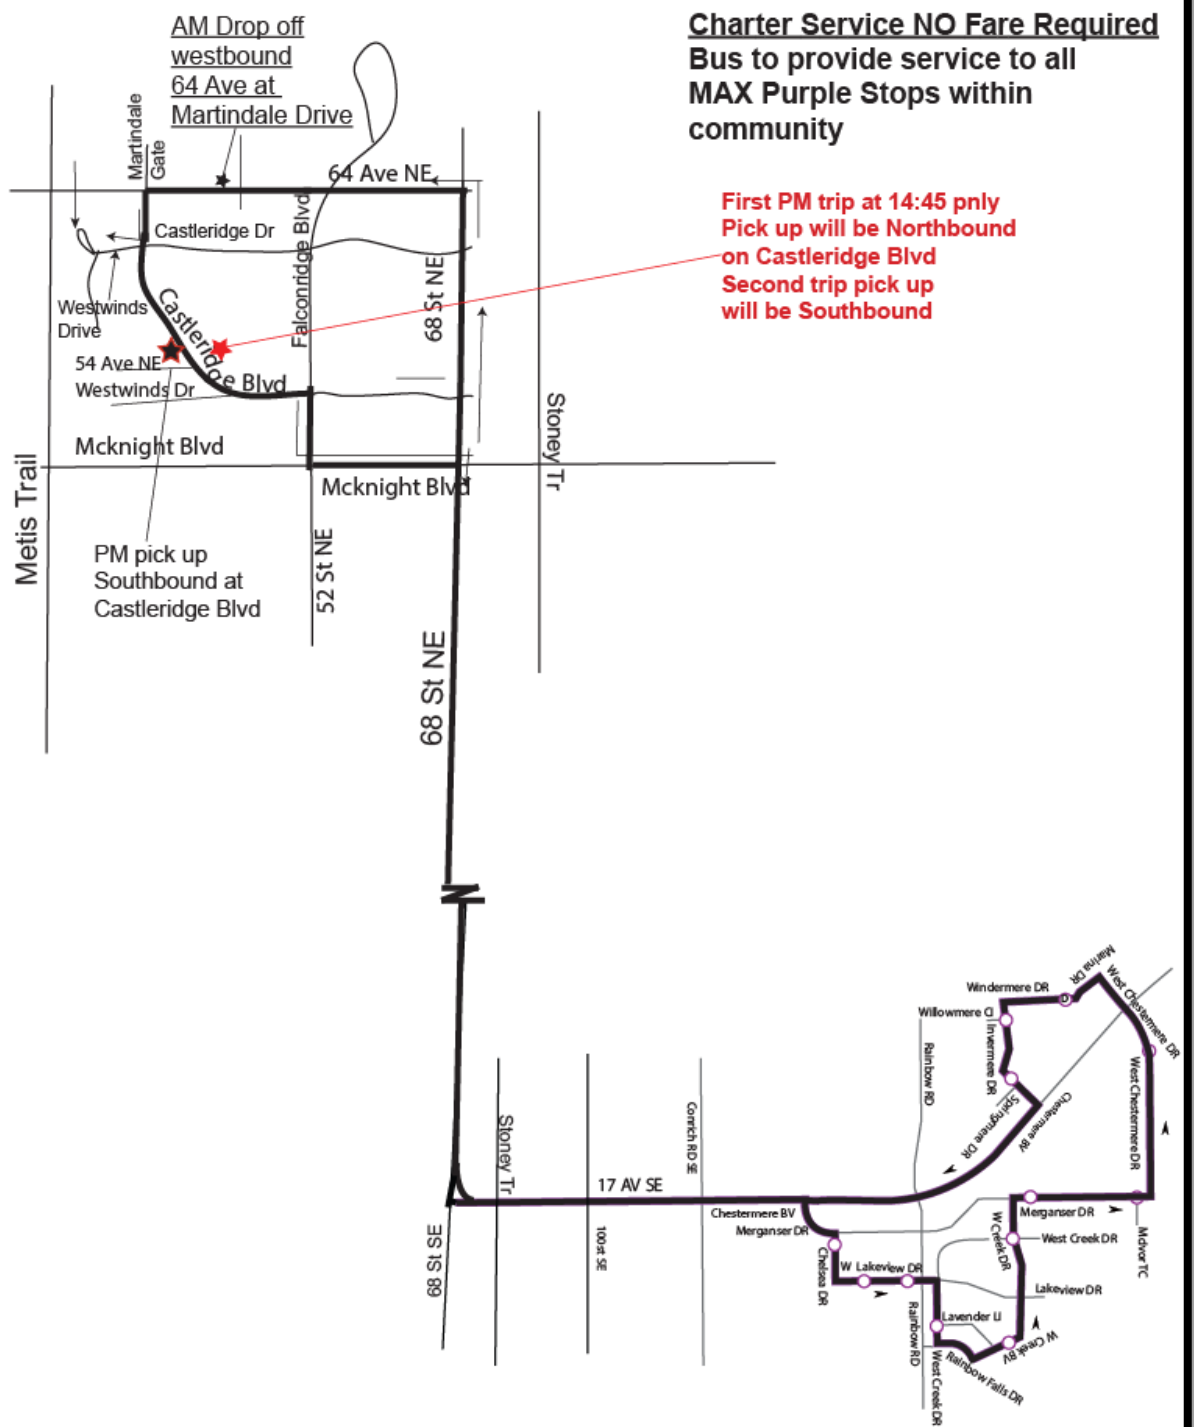 AM Drop off
westbound
64 Ave at
Martindale Drive
Charter Service NO Fare Required
Bus to provide service to all
MAX Purple Stops within
community
Martindale
Gate
64 Ave NE
First PM trip at 14:45 pnly
Pick up will be Northbound
on Castleridge Blvd
Second trip pick up
will be Southbound
Castleridge Dr
Falconridge Blvd
68 St NE
Westwinds
Drive
Castleridge Blvd
54 Ave NE
Westwinds Dr
Mcknight Blvd
Mcknight Blvd
Stoney Tr
Metis Trail
52 St NE
PM pick up
Southbound at
Castleridge Blvd
68 St NE
N
Marina DR
West Chestermere DR
Windermere DR
D
Willowmere Cl
Invermere DR
Rainbow RD
Springmere DR
Chestermere BV
West Chestermere DR
Stoney Tr
Conrich RD SE
17 AV SE
Chestermere BV
Merganser DR
Merganser DR
68 St SE
100 st SE
Chelsea DR
W Lakeview DR
W Creek DR
West Creek DR
Mcivor TC
Lakeview DR
Rainbow RD
Lavender Ll
W Creek BV
West Creek DR
Rainbow Falls DR